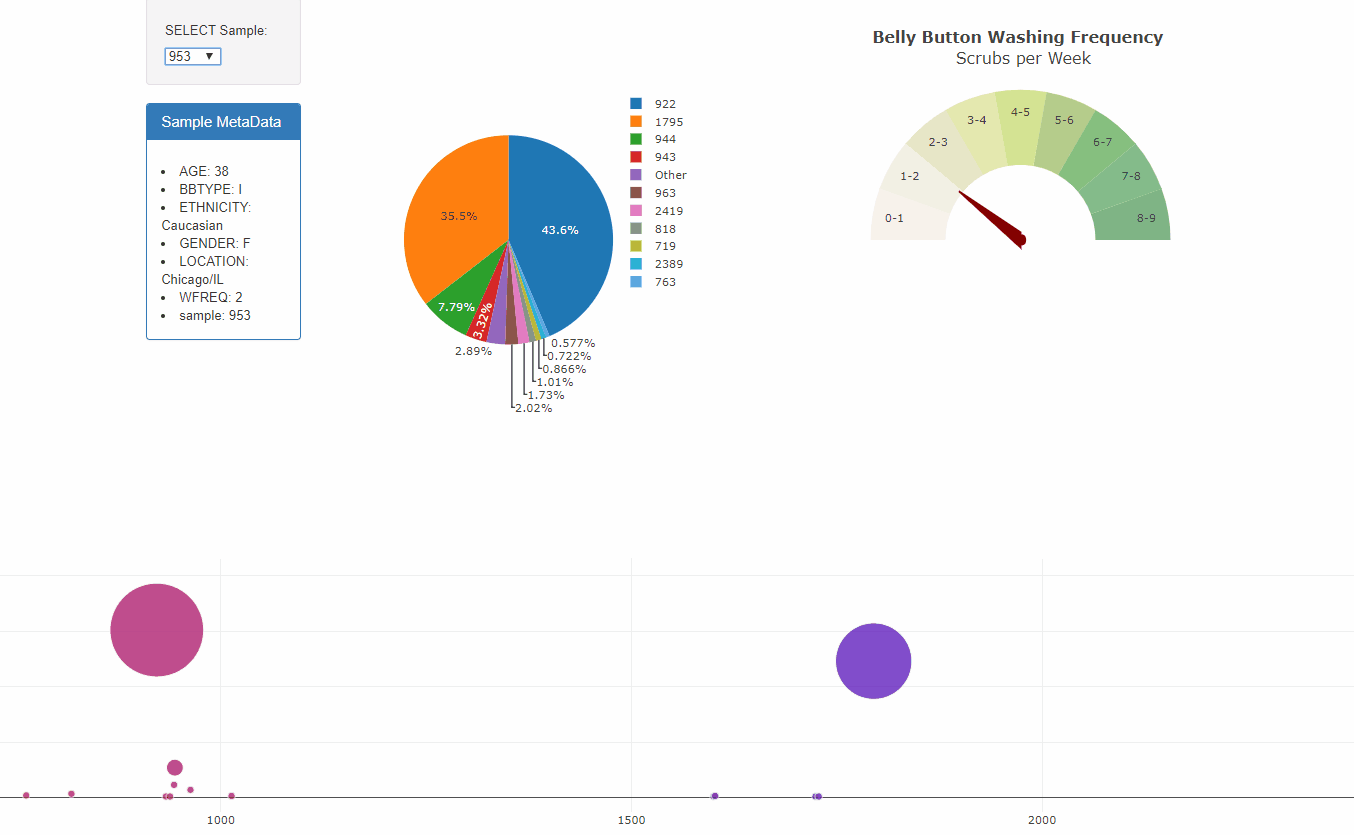 SELECT Sample:
953 ▼
Sample MetaData
• AGE: 38
• BBTYPE: I
• ETHNICITY:
Caucasian
• GENDER: F
• LOCATION:
Chicago/IL
• WFREQ: 2
• sample: 953
43.6%
35.5%
7.79%
3.32%
2.89%
0.577%
0.722%
0.866%
1.01%
1.73%
2.02%
922
1795
944
943
Other
963
2419
818
719
2389
763
Belly Button Washing Frequency
Scrubs per Week
0-1
1-2
2-3
3-4
4-5
5-6
6-7
7-8
8-9
1000
1500
2000